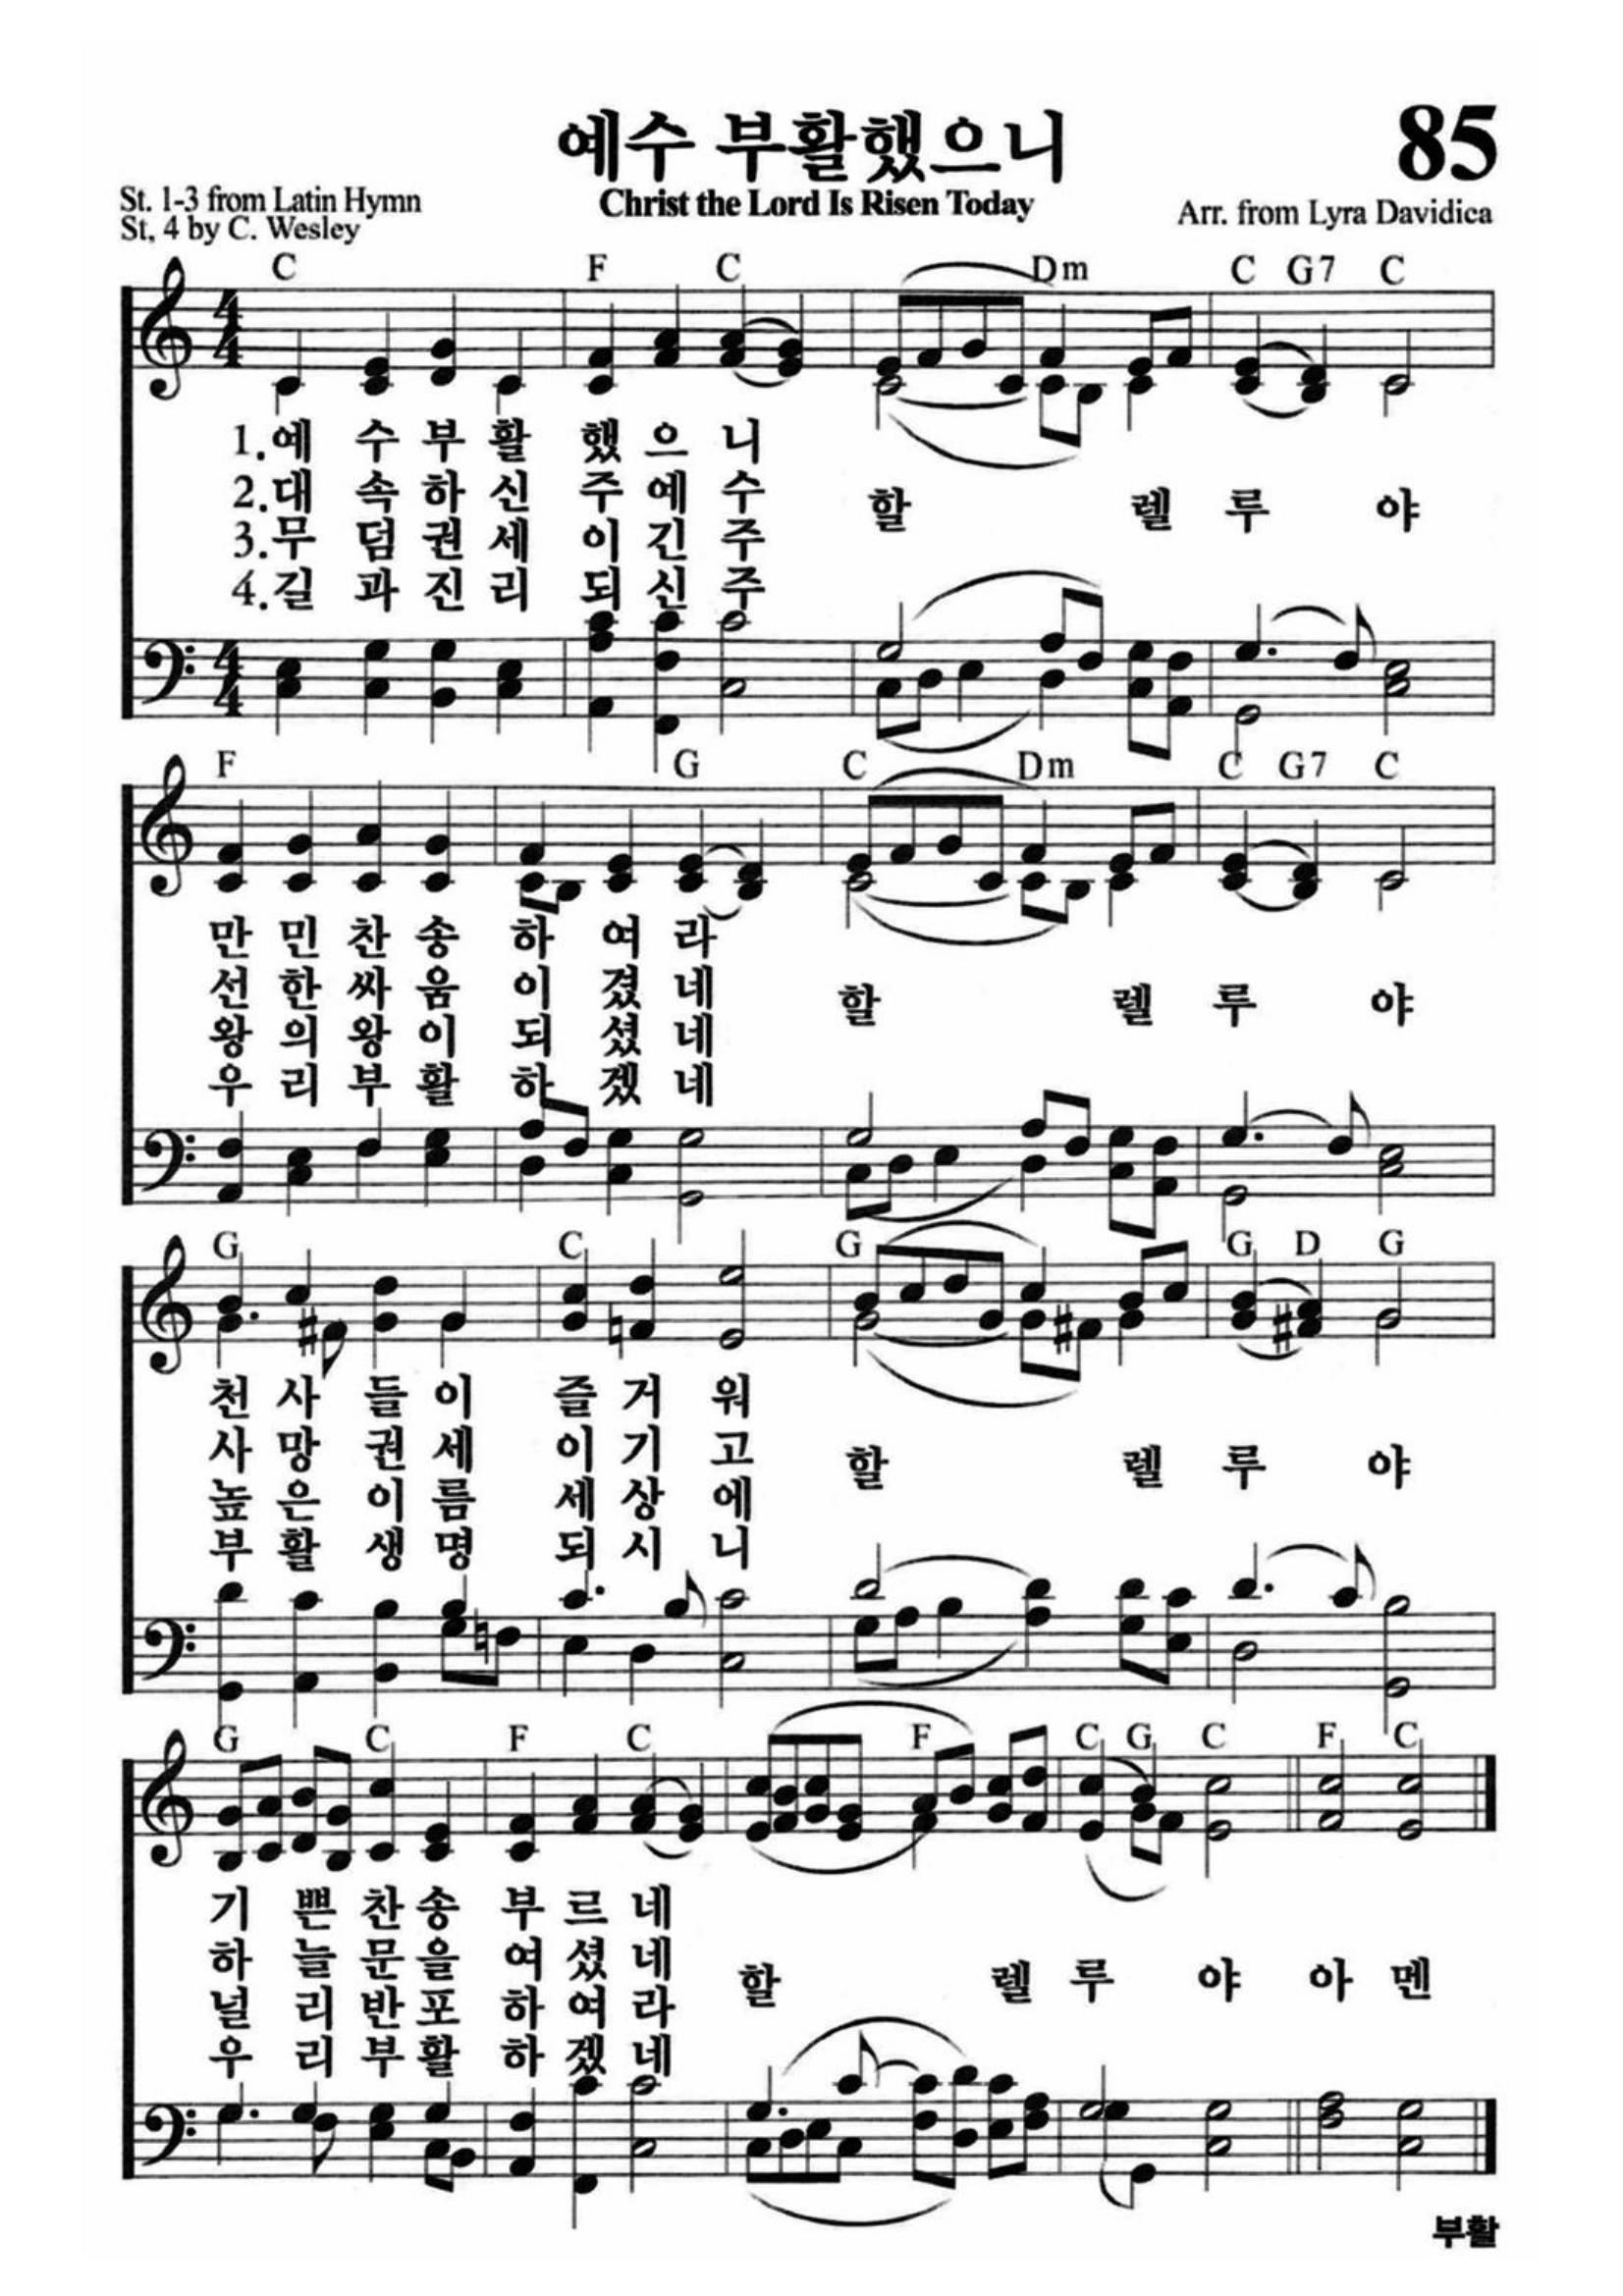 예수 부활했으니
85
St. 1-3 from Latin Hymn
Christ the Lord Is Risen Today
St, 4 by C. Wesley
Arr. from Lyra Davidica
C F C Dm C G7 C
4 4
1.예 수 부 활 했 으 니
2.대 속 하 신 주 예 수 할 렐 루 야
3.무 덤 권 세 이 긴 주
4.길 과 진 리 되 신 주
4 4
F G C Dm C G7 C
만 민 찬 송 하 여 라
선 한 싸 움 이 겼 네 할 렐 루 야
왕 의 왕 이 되 셨 네
우 리 부 활 하 겠 네
G C G G D G
천 사 들 이 즐 거 워
사 망 권 세 이 기 고 할 렐 루 야
높 은 이 름 세 상 에
부 활 생 명 되 시 니
G C F C F C G C F C
기 쁜 찬 송 부 르 네
하 늘 문 을 여 셨 네 할 렐 루 야 아 멘
널 리 반 포 하 여 라
우 리 부 활 하 겠 네
부활